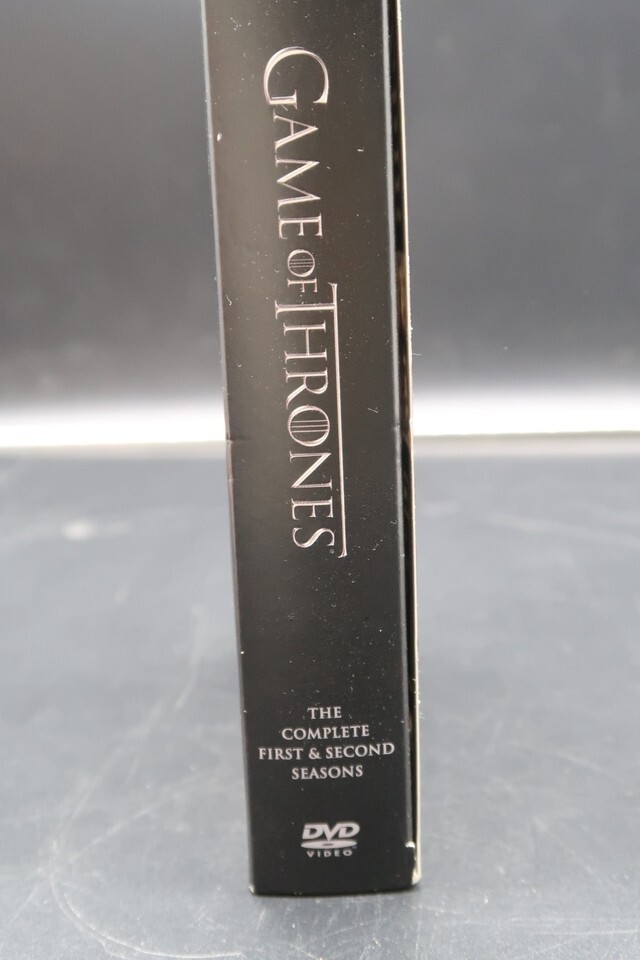 GAME OF THRONES
THE
COMPLETE
FIRST & SECOND
SEASONS
DVD
VIDEO